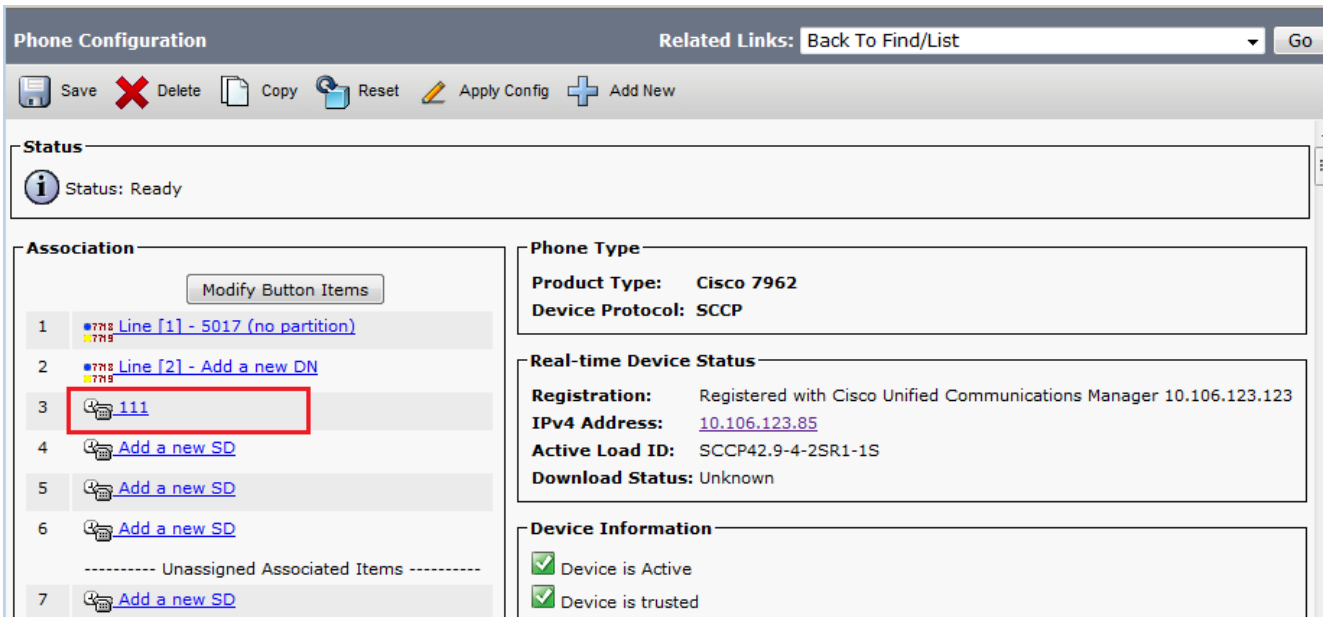 Phone Configuration
Related Links: Back To Find/List Go
Save Delete Copy Reset Apply Config Add New
Status
Status: Ready
Association
Modify Button Items
1 Line [1] - 5017 (no partition)
2 Line [2] - Add a new DN
3 111
4 Add a new SD
5 Add a new SD
6 Add a new SD
---------- Unassigned Associated Items ----------
7 Add a new SD
Phone Type
Product Type: Cisco 7962
Device Protocol: SCCP
Real-time Device Status
Registration: Registered with Cisco Unified Communications Manager 10.106.123.123
IPv4 Address: 10.106.123.85
Active Load ID: SCCP42.9-4-2SR1-1S
Download Status: Unknown
Device Information
Device is Active
Device is trusted